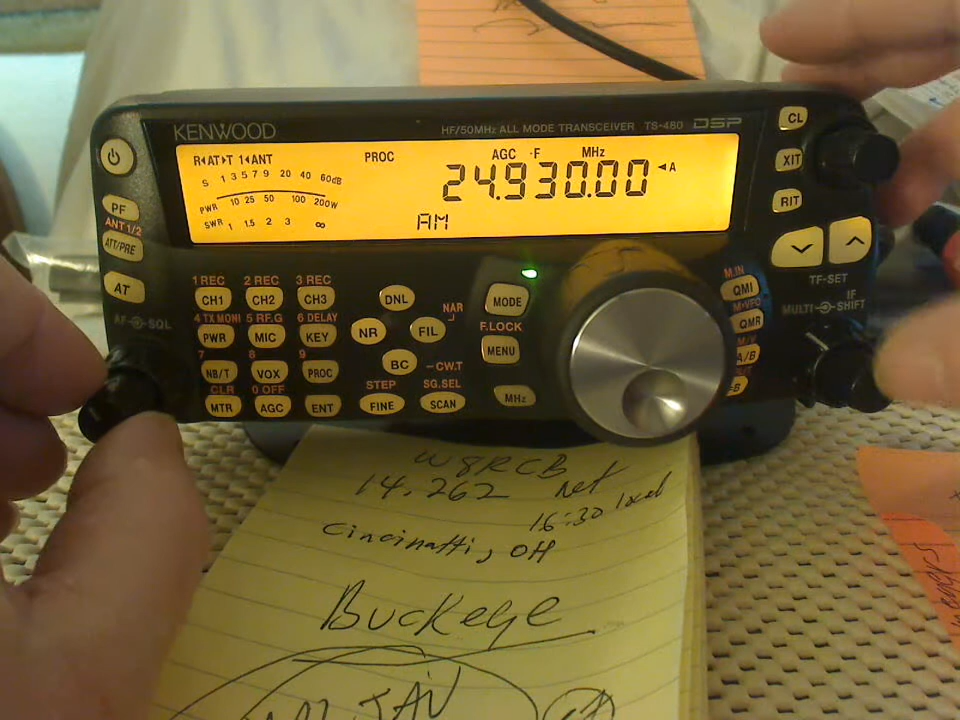 KENWOOD
HF/50MHz ALL MODE TRANSCEIVER TS-480 DSP
R◄AT►T 1◄ANT PROC AGC -F MHz
S 1 3 5 7 9 20 40 60dB
24.930.00 ◄A
PWR 10 25 50 100 200W
SWR 1 1.5 2 3 ∞
AM
PF
ANT 1/2
ATT/PRE
AT
AF SQL
1 REC 2 REC 3 REC
CH1 CH2 CH3
4 TX MONI 5 RF.G 6 DELAY
PWR MIC KEY
7 8 9
NB/T VOX PROC
CLR 0 OFF
MTR AGC ENT
DNL
NAR
NR FIL
BC
-CW.T
STEP SG.SEL
FINE SCAN
MODE
F.LOCK
MENU
MHz
CL
XIT
RIT
TF-SET
M.IN
QMI
M►VFO
QMR
A/B
MULTI IF SHIFT
W8RCB
14.262 net
16:30 local
Cincinatti, OH
Buckeye